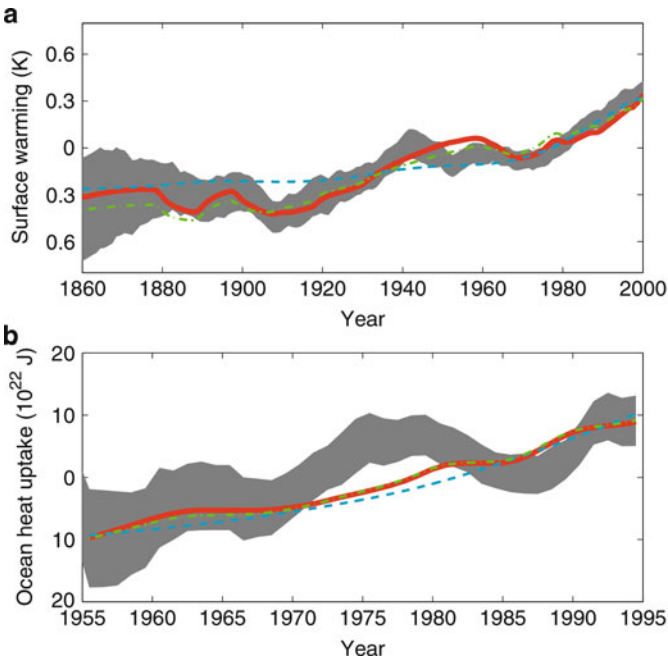 a
Surface warming (K)
0.6
0.3
0
0.3
0.6
1860 1880 1900 1920 1940 1960 1980 2000
Year
b
Ocean heat uptake (10²² J)
20
10
0
10
20
1955 1960 1965 1970 1975 1980 1985 1990 1995
Year